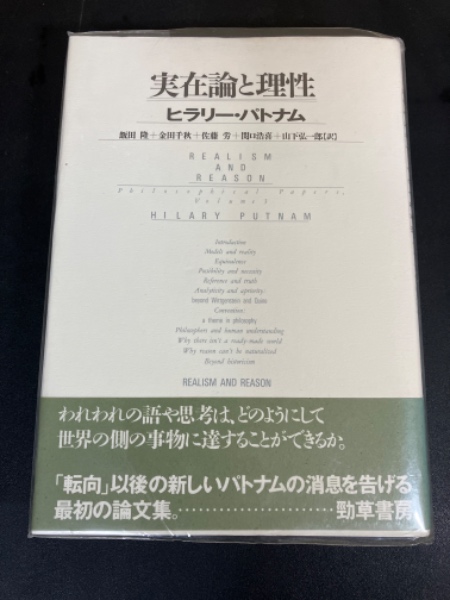 実在論と理性
ヒラリー・パトナム
飯田 隆+金田千秋+佐藤 労+関口浩喜+山下弘一郎[訳]
REALISM
AND
REASON
Philosophical Papers,
Volume 3
HILARY PUTNAM
Introduction
Models and reality
Equivalence
Possibility and necessity
Reference and truth
Analyticity and apriority:
beyond Wittgenstein and Quine
Convention:
a theme in philosophy
Philosophers and human understanding
Why there isn't a ready-made world
Why reason can't be naturalized
Beyond historicism
REALISM AND REASON
われわれの語や思考は、どのようにして
世界の側の事物に達することができるか。
「転向」以後の新しいパトナムの消息を告げる
最初の論文集。……………………勁草書房